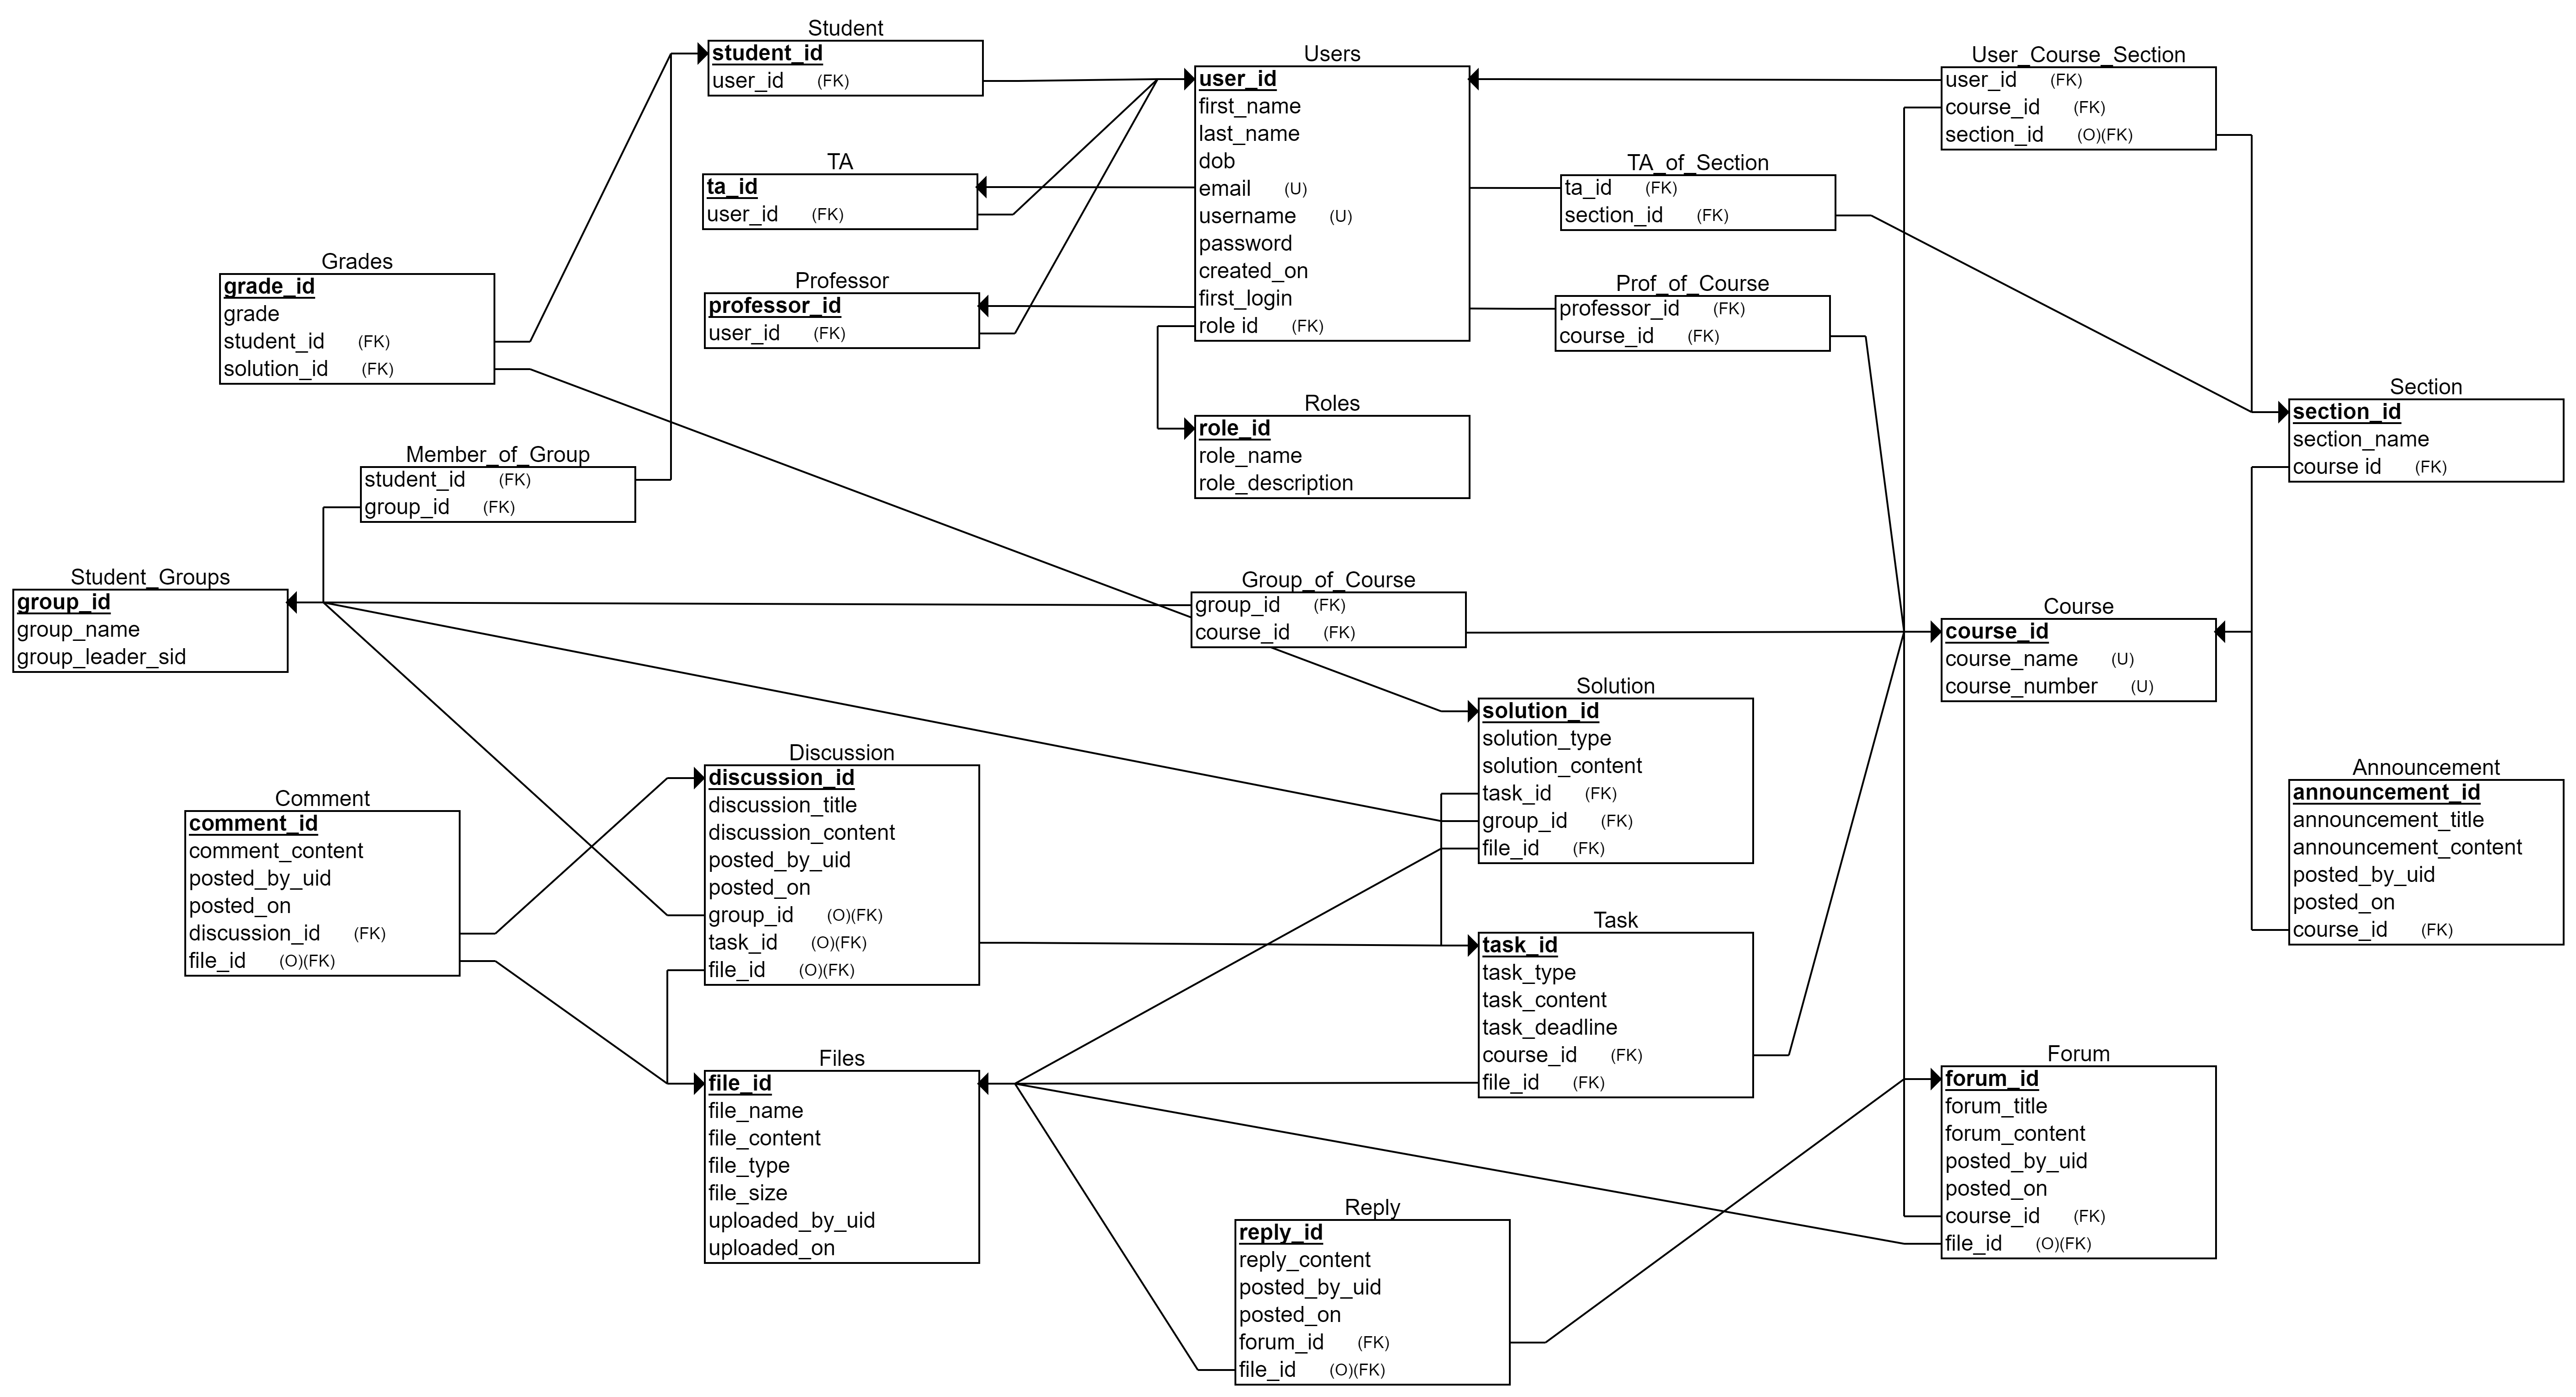 Student
student_id
user_id (FK)
Users
user_id
first_name
last_name
dob
email (U)
username (U)
password
created_on
first_login
role id (FK)
User_Course_Section
user_id (FK)
course_id (FK)
section_id (O)(FK)
TA
ta_id
user_id (FK)
TA_of_Section
ta_id (FK)
section_id (FK)
Grades
grade_id
grade
student_id (FK)
solution_id (FK)
Professor
professor_id
user_id (FK)
Prof_of_Course
professor_id (FK)
course_id (FK)
Roles
role_id
role_name
role_description
Section
section_id
section_name
course id (FK)
Member_of_Group
student_id (FK)
group_id (FK)
Student_Groups
group_id
group_name
group_leader_sid
Group_of_Course
group_id (FK)
course_id (FK)
Course
course_id
course_name (U)
course_number (U)
Solution
solution_id
solution_type
solution_content
task_id (FK)
group_id (FK)
file_id (FK)
Discussion
discussion_id
discussion_title
discussion_content
posted_by_uid
posted_on
group_id (O)(FK)
task_id (O)(FK)
file_id (O)(FK)
Announcement
announcement_id
announcement_title
announcement_content
posted_by_uid
posted_on
course_id (FK)
Comment
comment_id
comment_content
posted_by_uid
posted_on
discussion_id (FK)
file_id (O)(FK)
Task
task_id
task_type
task_content
task_deadline
course_id (FK)
file_id (FK)
Files
file_id
file_name
file_content
file_type
file_size
uploaded_by_uid
uploaded_on
Forum
forum_id
forum_title
forum_content
posted_by_uid
posted_on
course_id (FK)
file_id (O)(FK)
Reply
reply_id
reply_content
posted_by_uid
posted_on
forum_id (FK)
file_id (O)(FK)